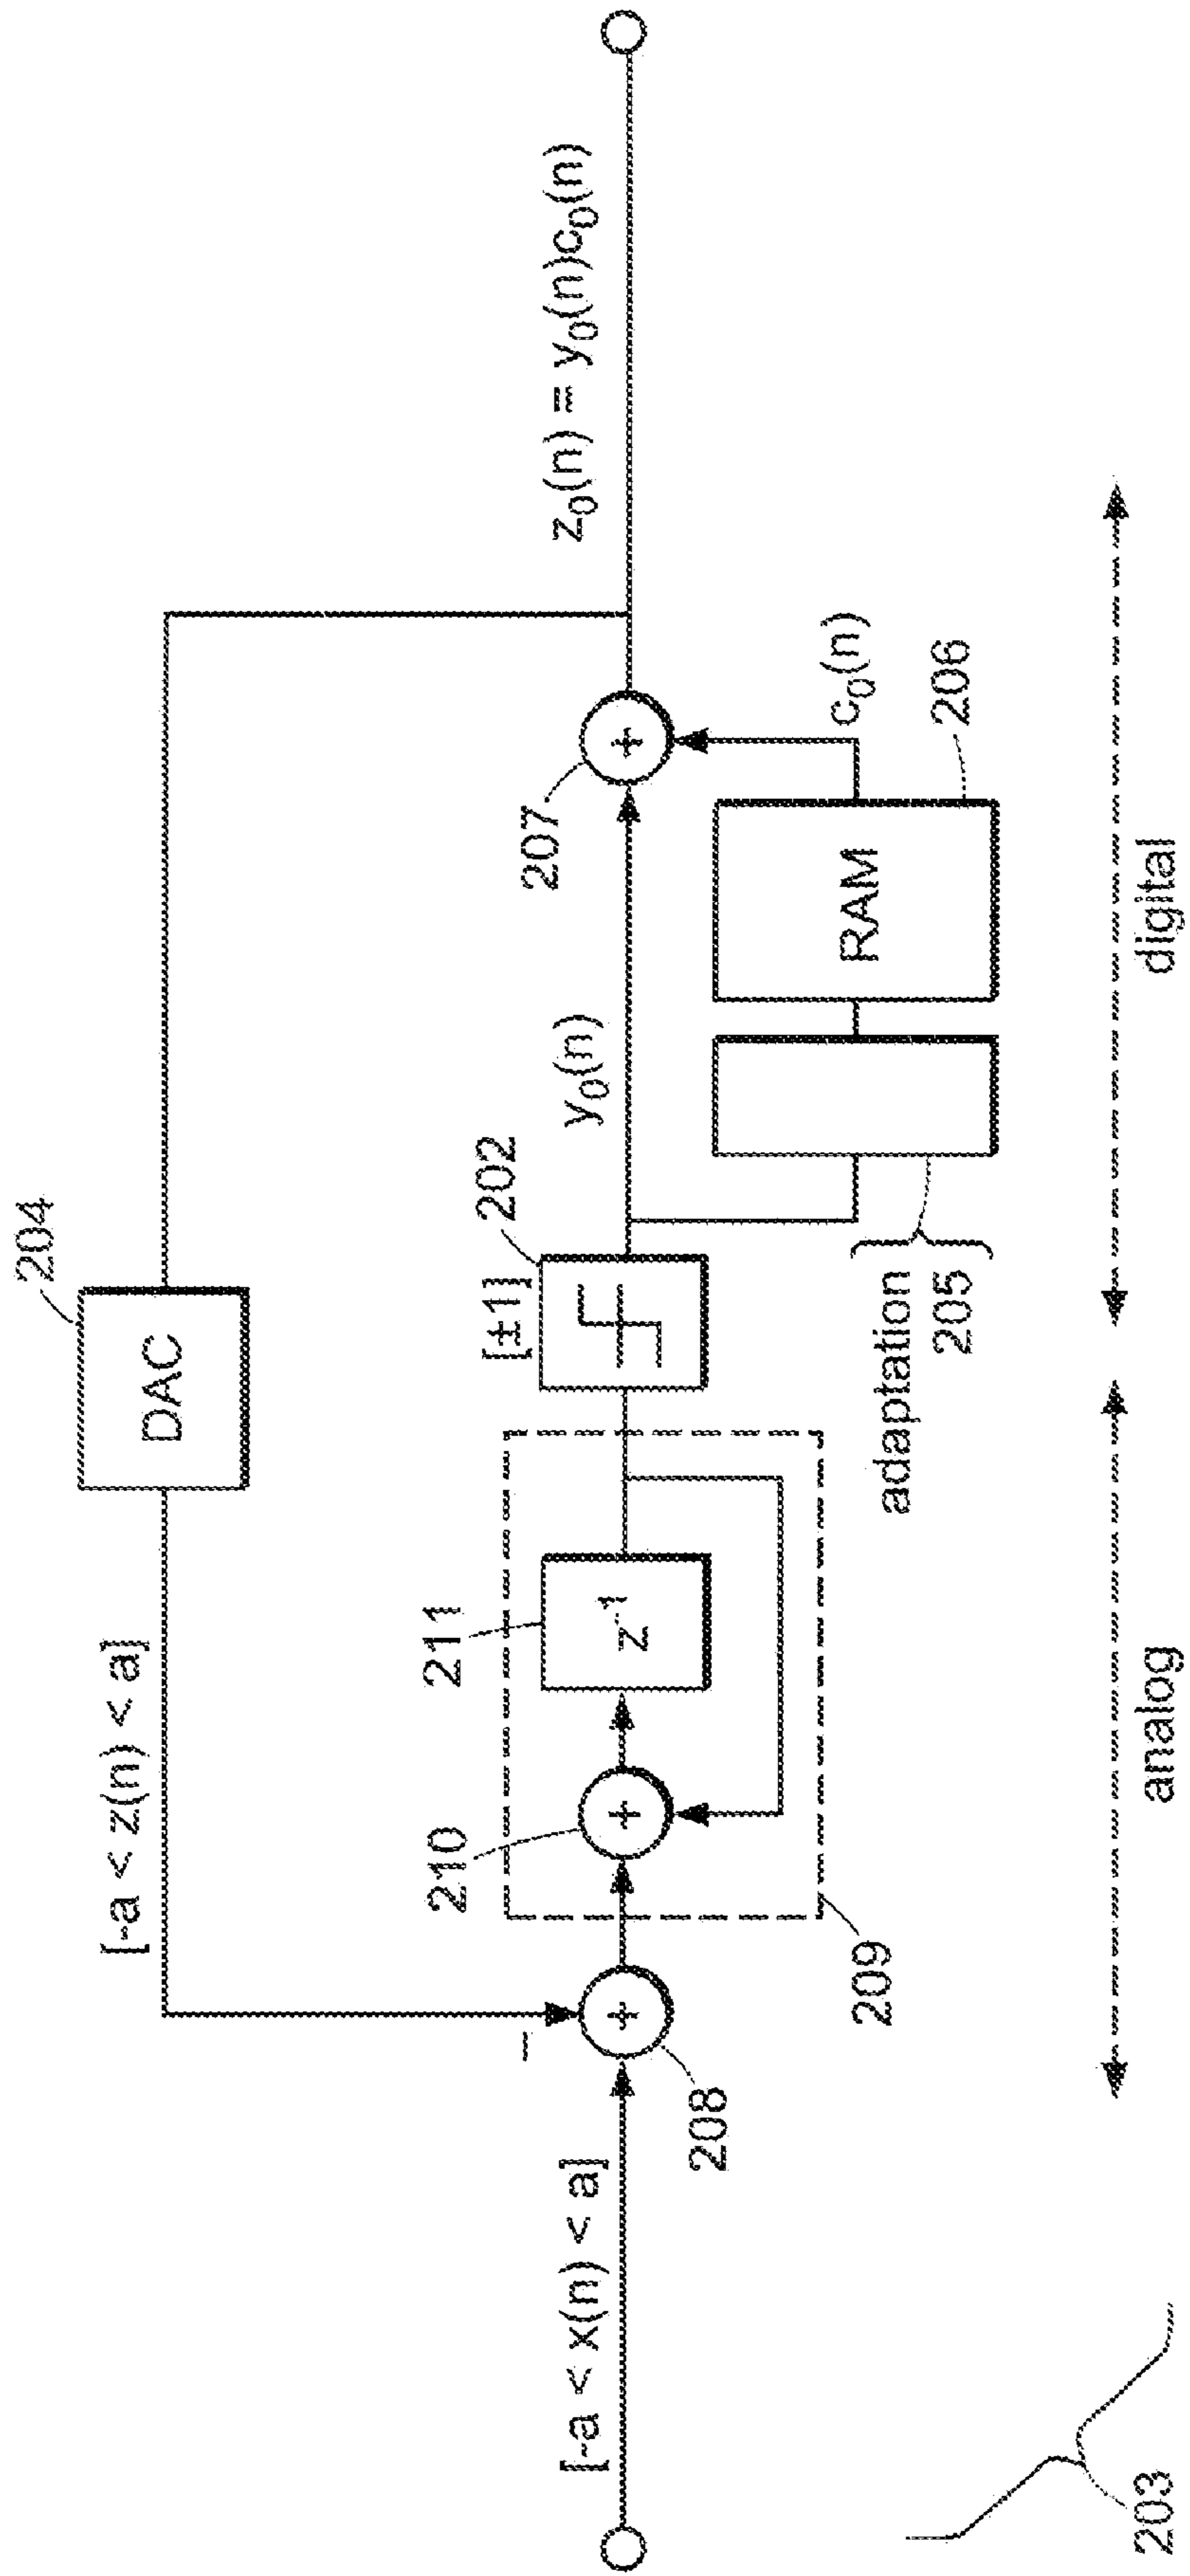 204
DAC
[-a < z(n) < a]
[-a < x(n) < a]
–
+
208
210
+
211
z⁻¹
209
[±1]
202
y₀(n)
207
+
z₀(n) = y₀(n)c₀(n)
c₀(n)
RAM
206
adaptation
205
analog
digital
203